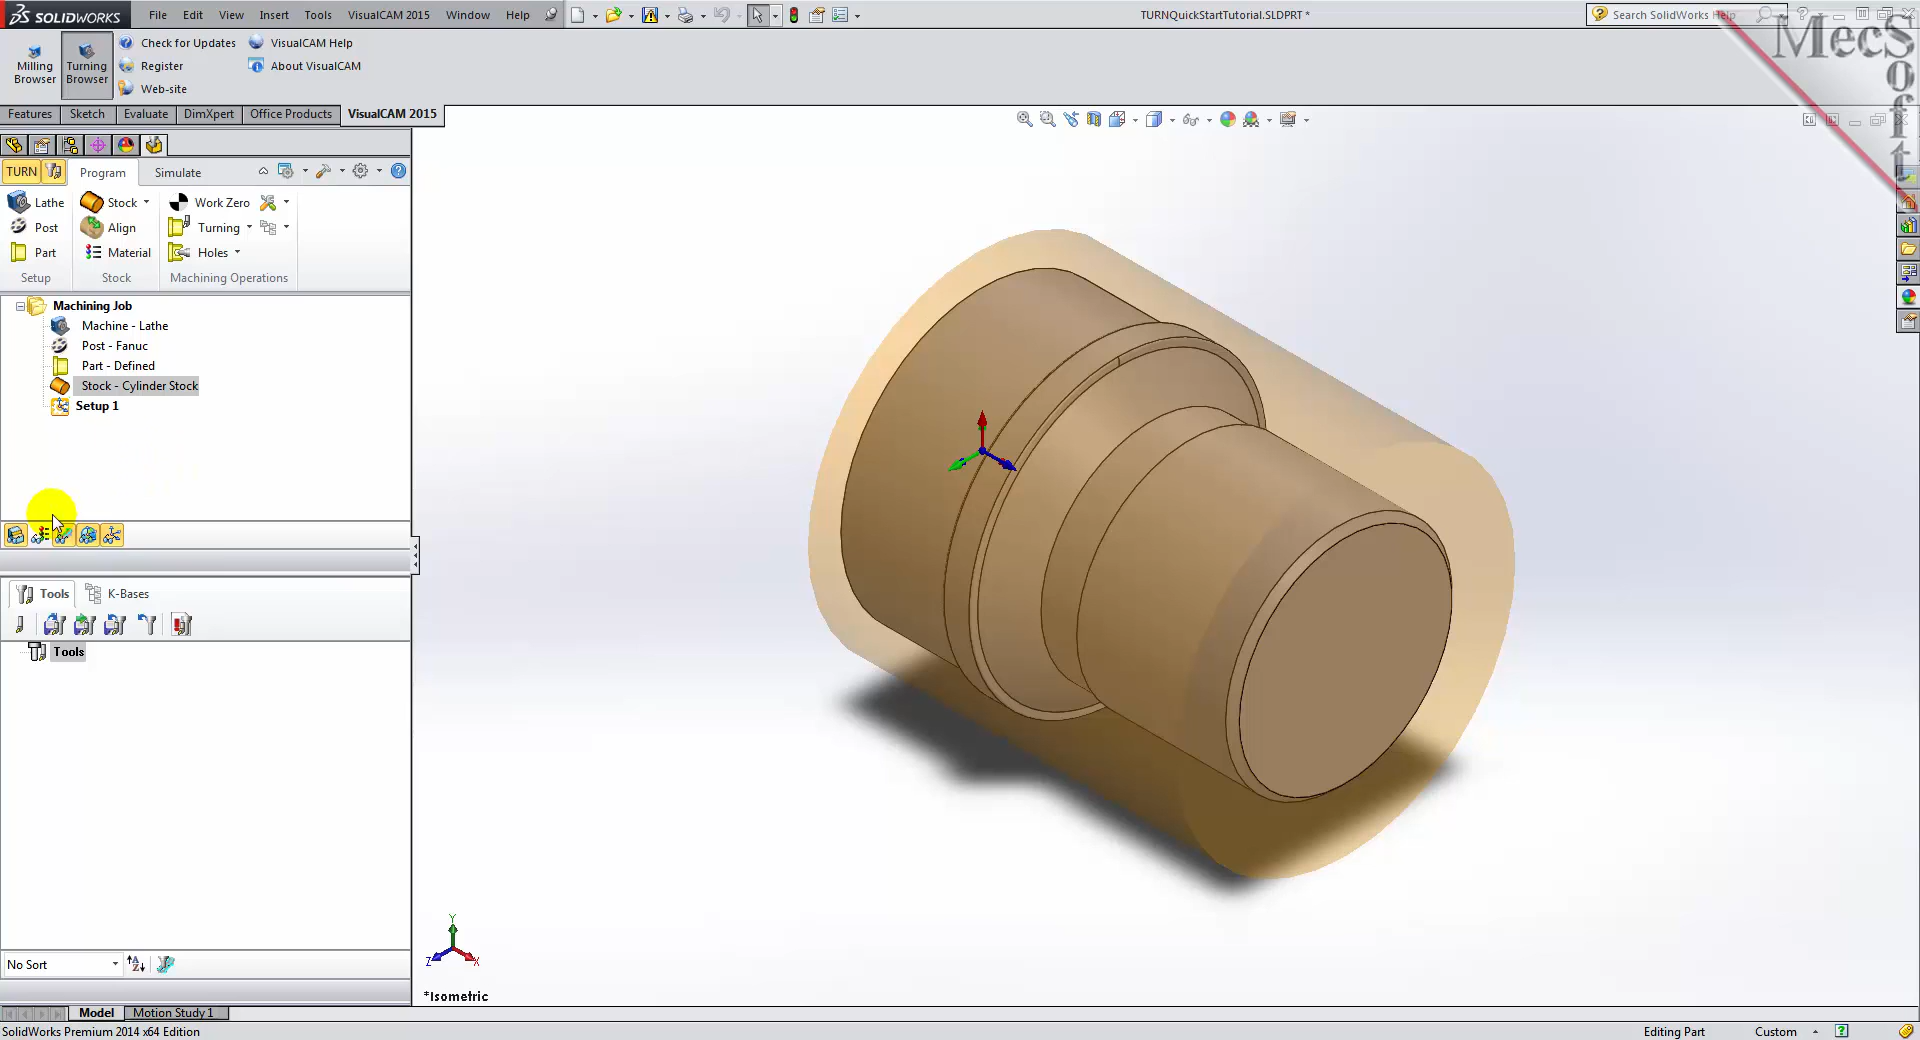 SOLIDWORKS File Edit View Insert Tools VisualCAM 2015 Window Help TURNQuickStartTutorial.SLDPRT * Search SolidWorks Help
MecSoft
Milling Browser
Turning Browser
Check for Updates VisualCAM Help
Register About VisualCAM
Web-site
Features Sketch Evaluate DimXpert Office Products VisualCAM 2015
TURN Program Simulate
Lathe Stock Work Zero
Post Align Turning
Part Material Holes
Setup Stock Machining Operations
Machining Job
Machine - Lathe
Post - Fanuc
Part - Defined
Stock - Cylinder Stock
Setup 1
Tools K-Bases
Tools
No Sort
Y
Z X
*Isometric
Model Motion Study 1
SolidWorks Premium 2014 x64 Edition Editing Part Custom